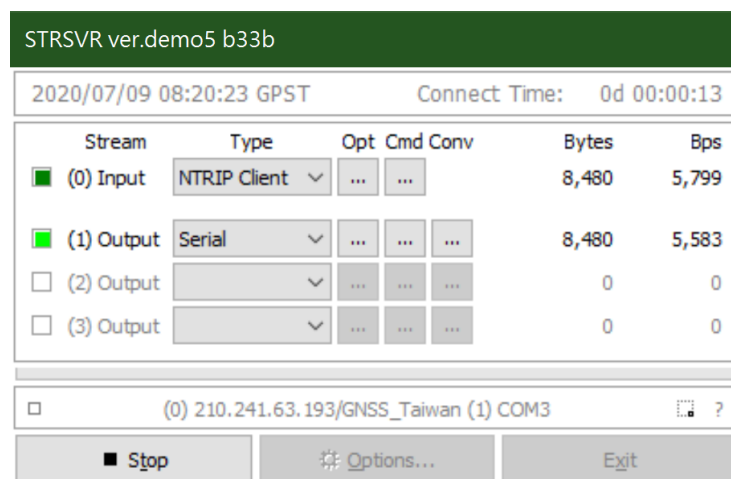 STRSVR ver.demo5 b33b
2020/07/09 08:20:23 GPST Connect Time: 0d 00:00:13
Stream Type Opt Cmd Conv Bytes Bps
(0) Input NTRIP Client ... ... 8,480 5,799
(1) Output Serial ... ... ... 8,480 5,583
(2) Output ... ... ... 0 0
(3) Output ... ... ... 0 0
(0) 210.241.63.193/GNSS_Taiwan (1) COM3 ?
Stop Options... Exit